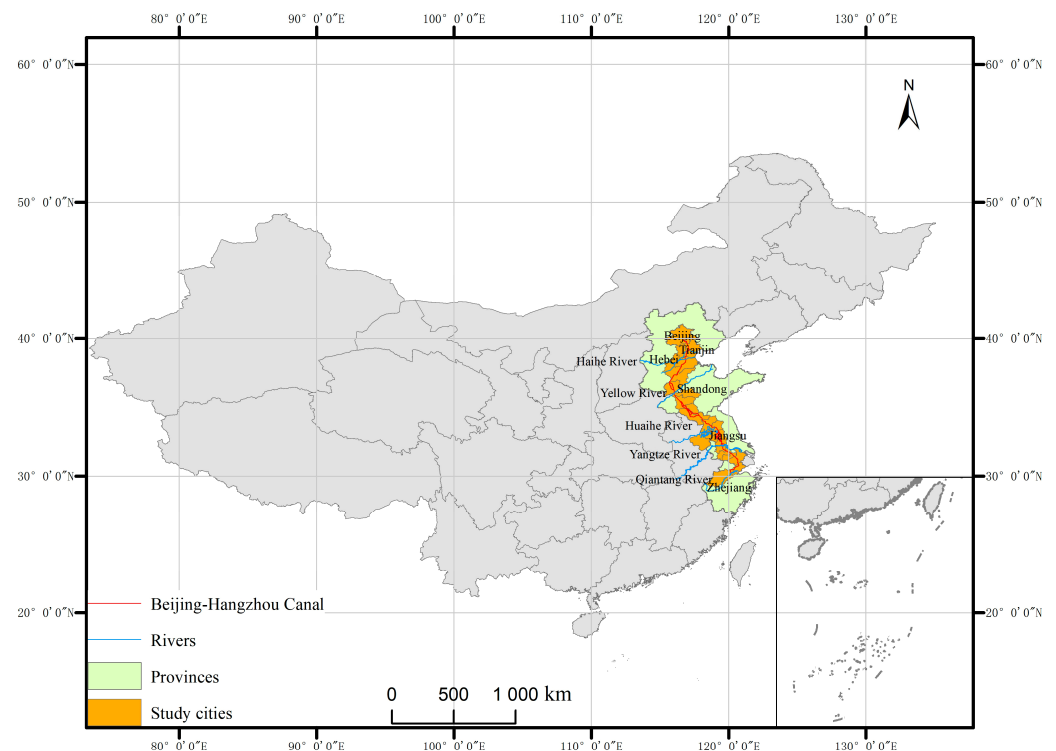 80° 0′0″E 90° 0′0″E 100° 0′0″E 110° 0′0″E 120° 0′0″E 130° 0′0″E
60° 0′0″N 60° 0′0″N
N
50° 0′0″N 50° 0′0″N
40° 0′0″N 40° 0′0″N
Beijing
Tianjin
Haihe River Hebei
Yellow River Shandong
Huaihe River
Jiangsu
Yangtze River
30° 0′0″N 30° 0′0″N
Qiantang River
Zhejiang
20° 0′0″N 20° 0′0″N
Beijing-Hangzhou Canal
Rivers
Provinces
Study cities
0 500 1 000 km
80° 0′0″E 90° 0′0″E 100° 0′0″E 110° 0′0″E 120° 0′0″E 130° 0′0″E